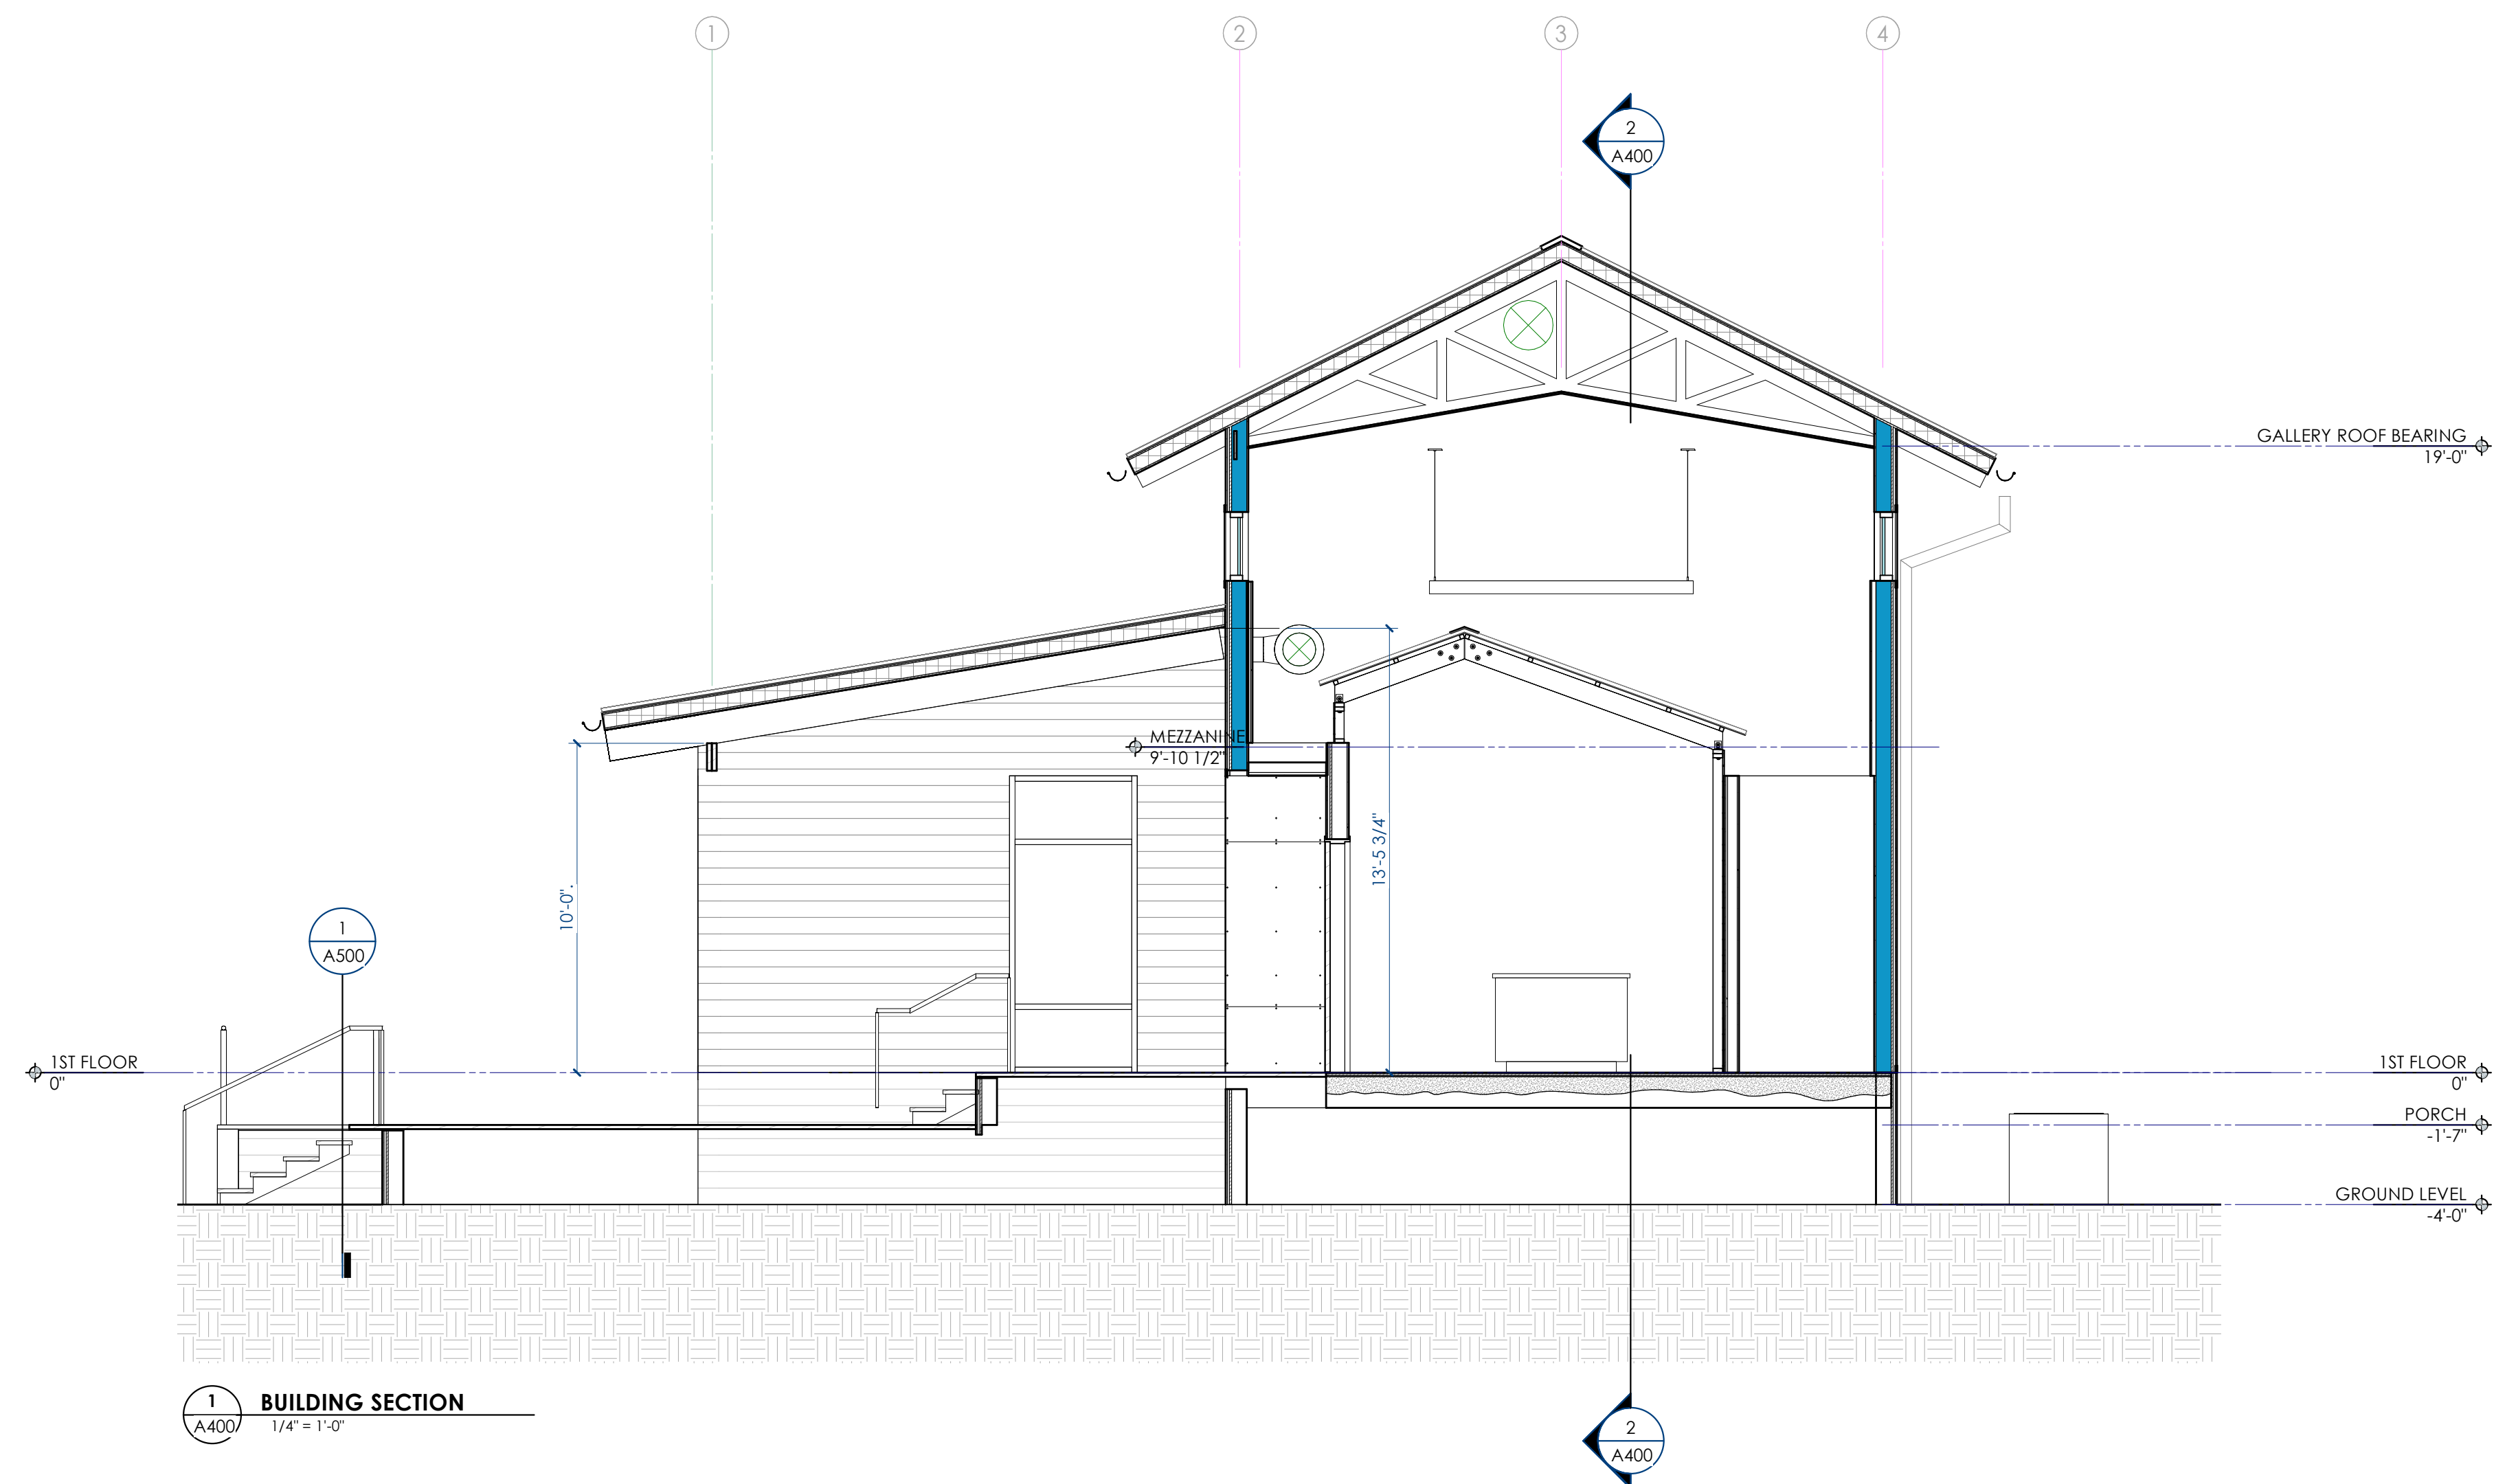 1
2
3
4
2
A400
GALLERY ROOF BEARING
19'-0"
MEZZANINE
9'-10 1/2"
13'-5 3/4"
10'-0".
1
A500
1ST FLOOR
0"
1ST FLOOR
0"
PORCH
-1'-7"
GROUND LEVEL
-4'-0"
1
A400
BUILDING SECTION
1/4" = 1'-0"
2
A400